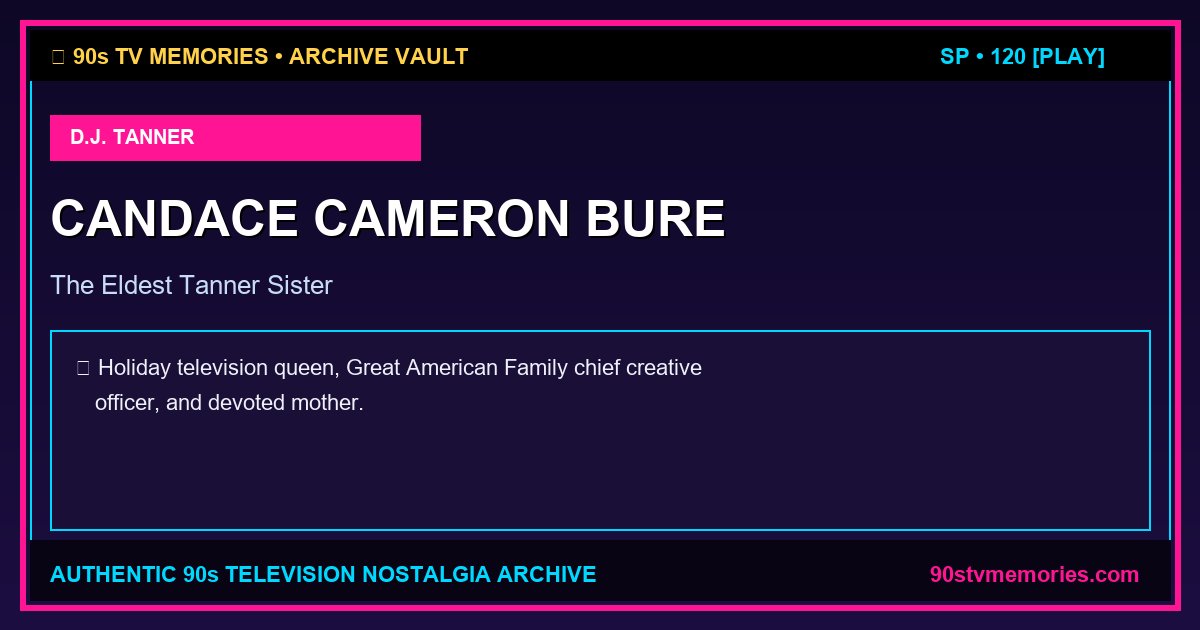 90s TV MEMORIES • ARCHIVE VAULT
SP • 120 [PLAY]
D.J. TANNER
CANDACE CAMERON BURE
The Eldest Tanner Sister
Holiday television queen, Great American Family chief creative
officer, and devoted mother.
AUTHENTIC 90s TELEVISION NOSTALGIA ARCHIVE
90stvmemories.com